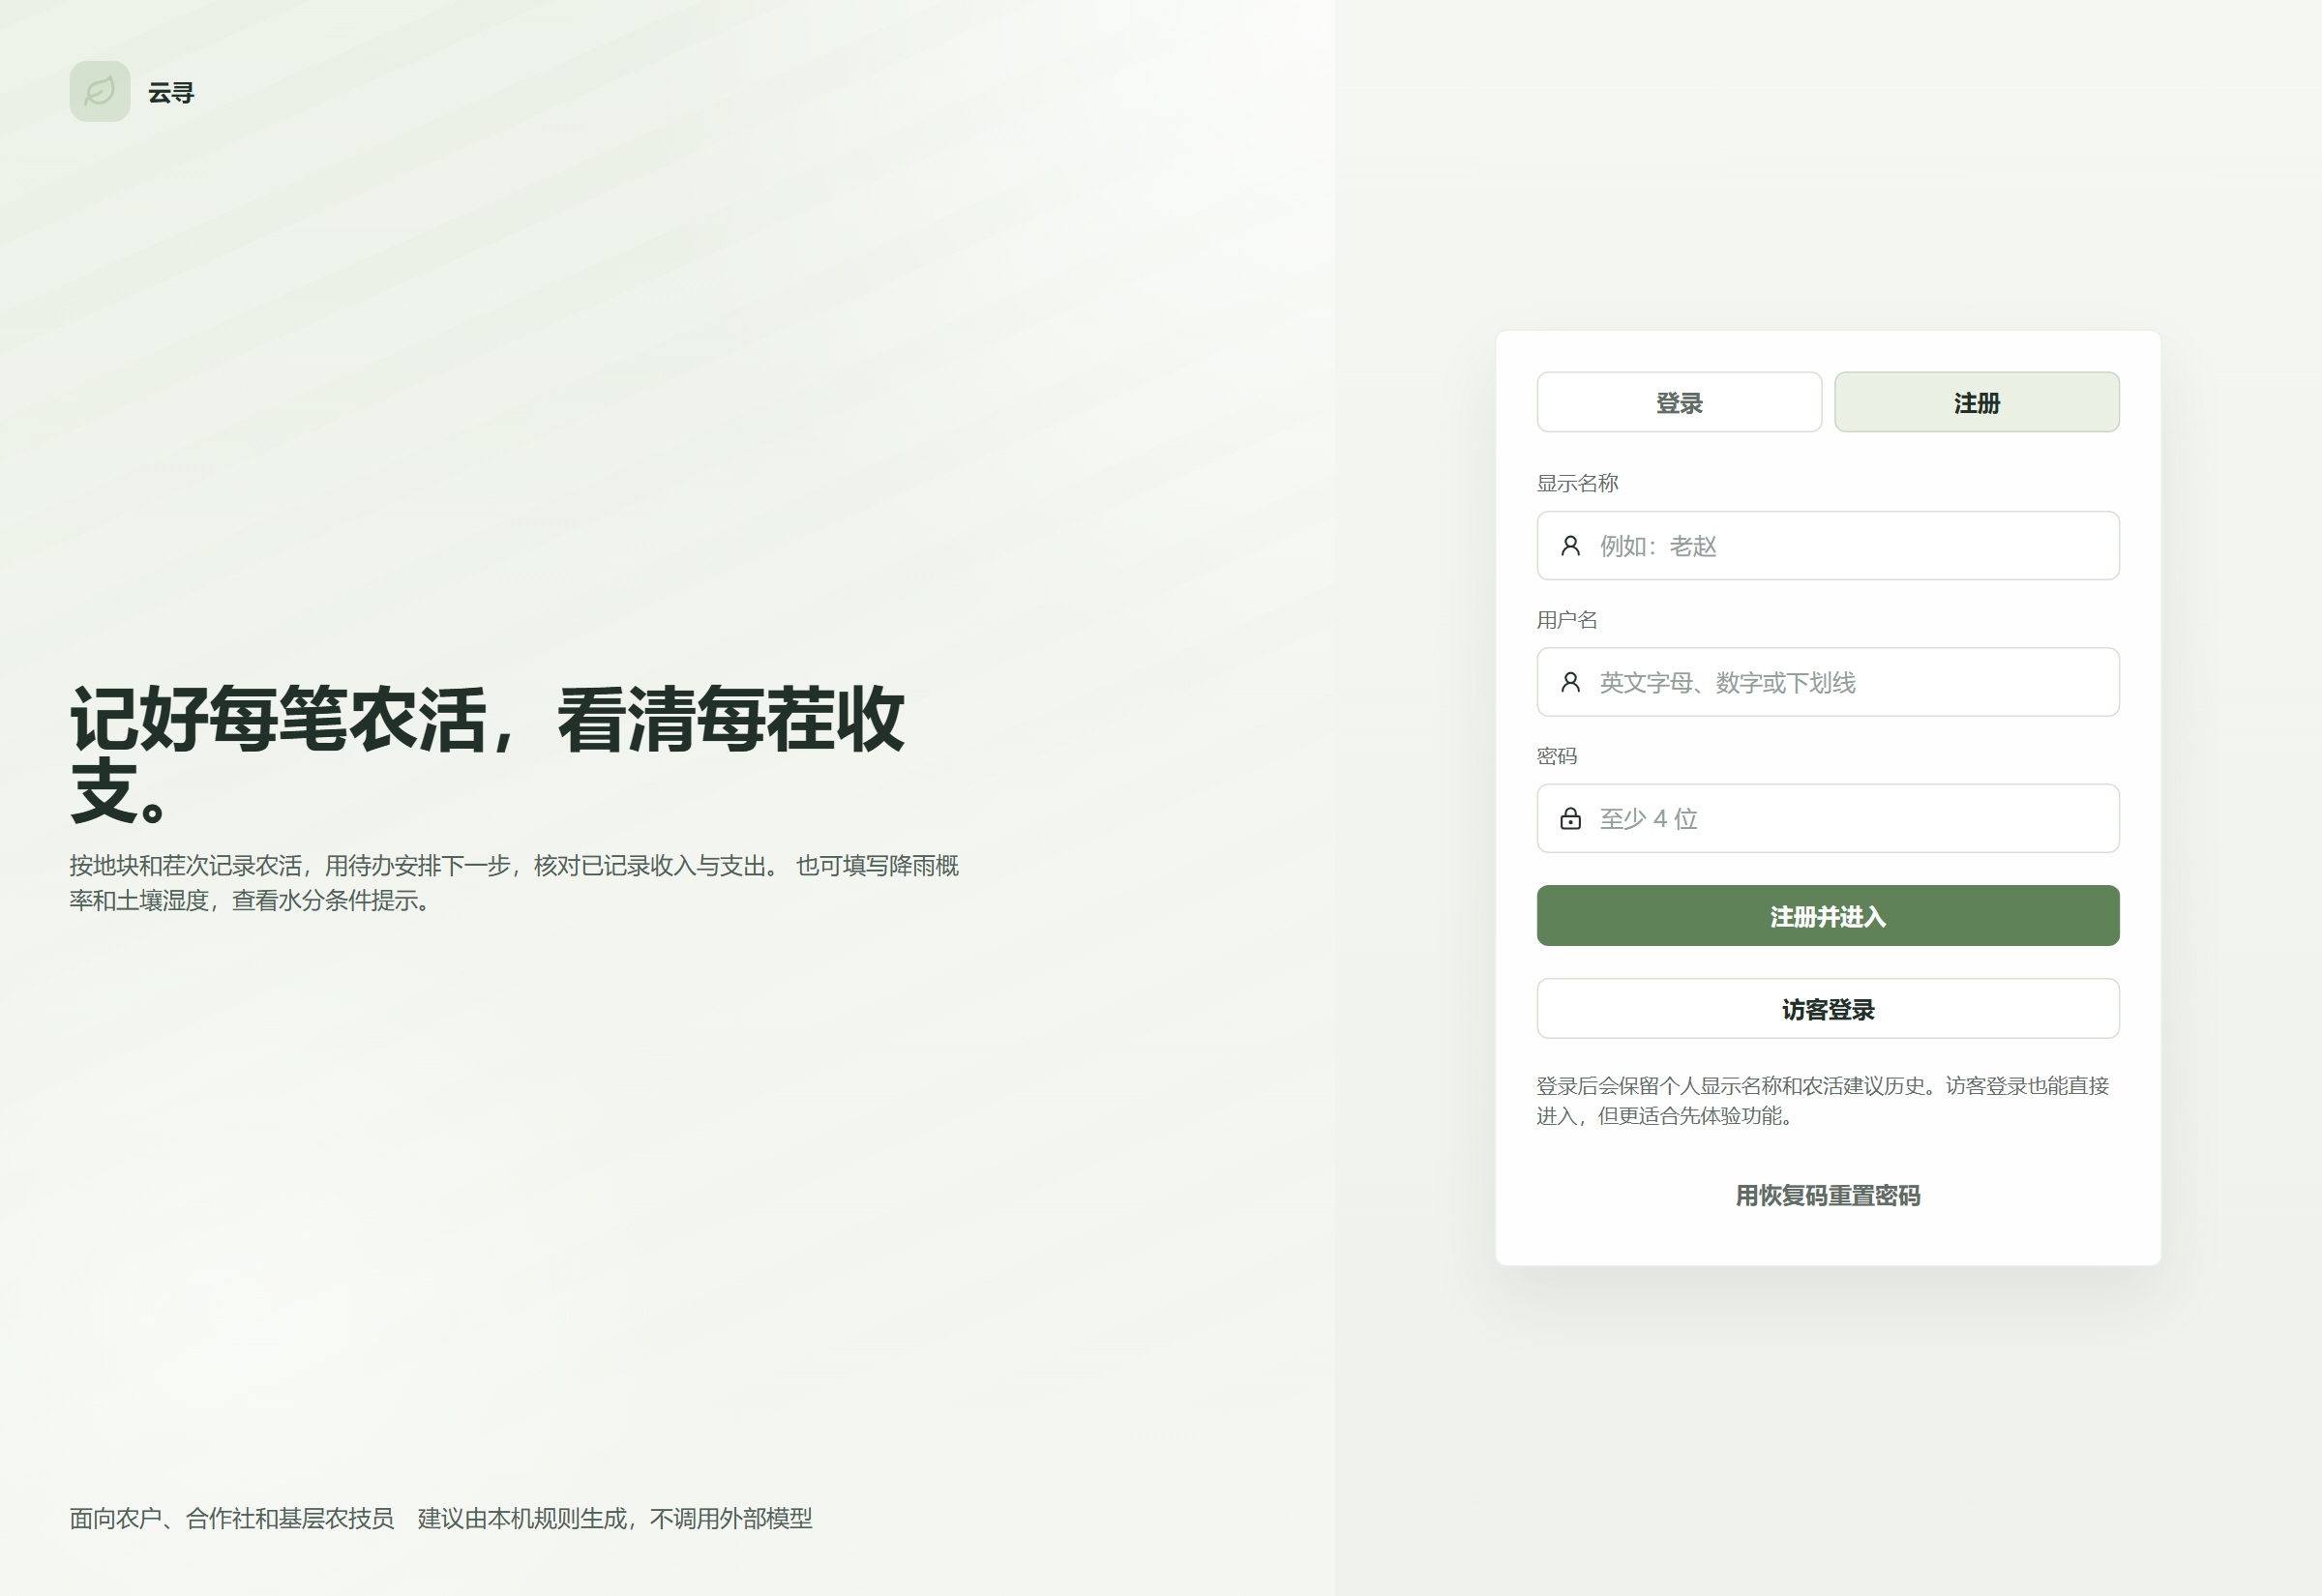 云寻
记好每笔农活，看清每茬收
支。
按地块和茬次记录农活，用待办安排下一步，核对已记录收入与支出。 也可填写降雨概
率和土壤湿度，查看水分条件提示。
面向农户、合作社和基层农技员 建议由本机规则生成，不调用外部模型
登录 注册
显示名称
例如：老赵
用户名
英文字母、数字或下划线
密码
至少 4 位
注册并进入
访客登录
登录后会保留个人显示名称和农活建议历史。访客登录也能直接
进入，但更适合先体验功能。
用恢复码重置密码